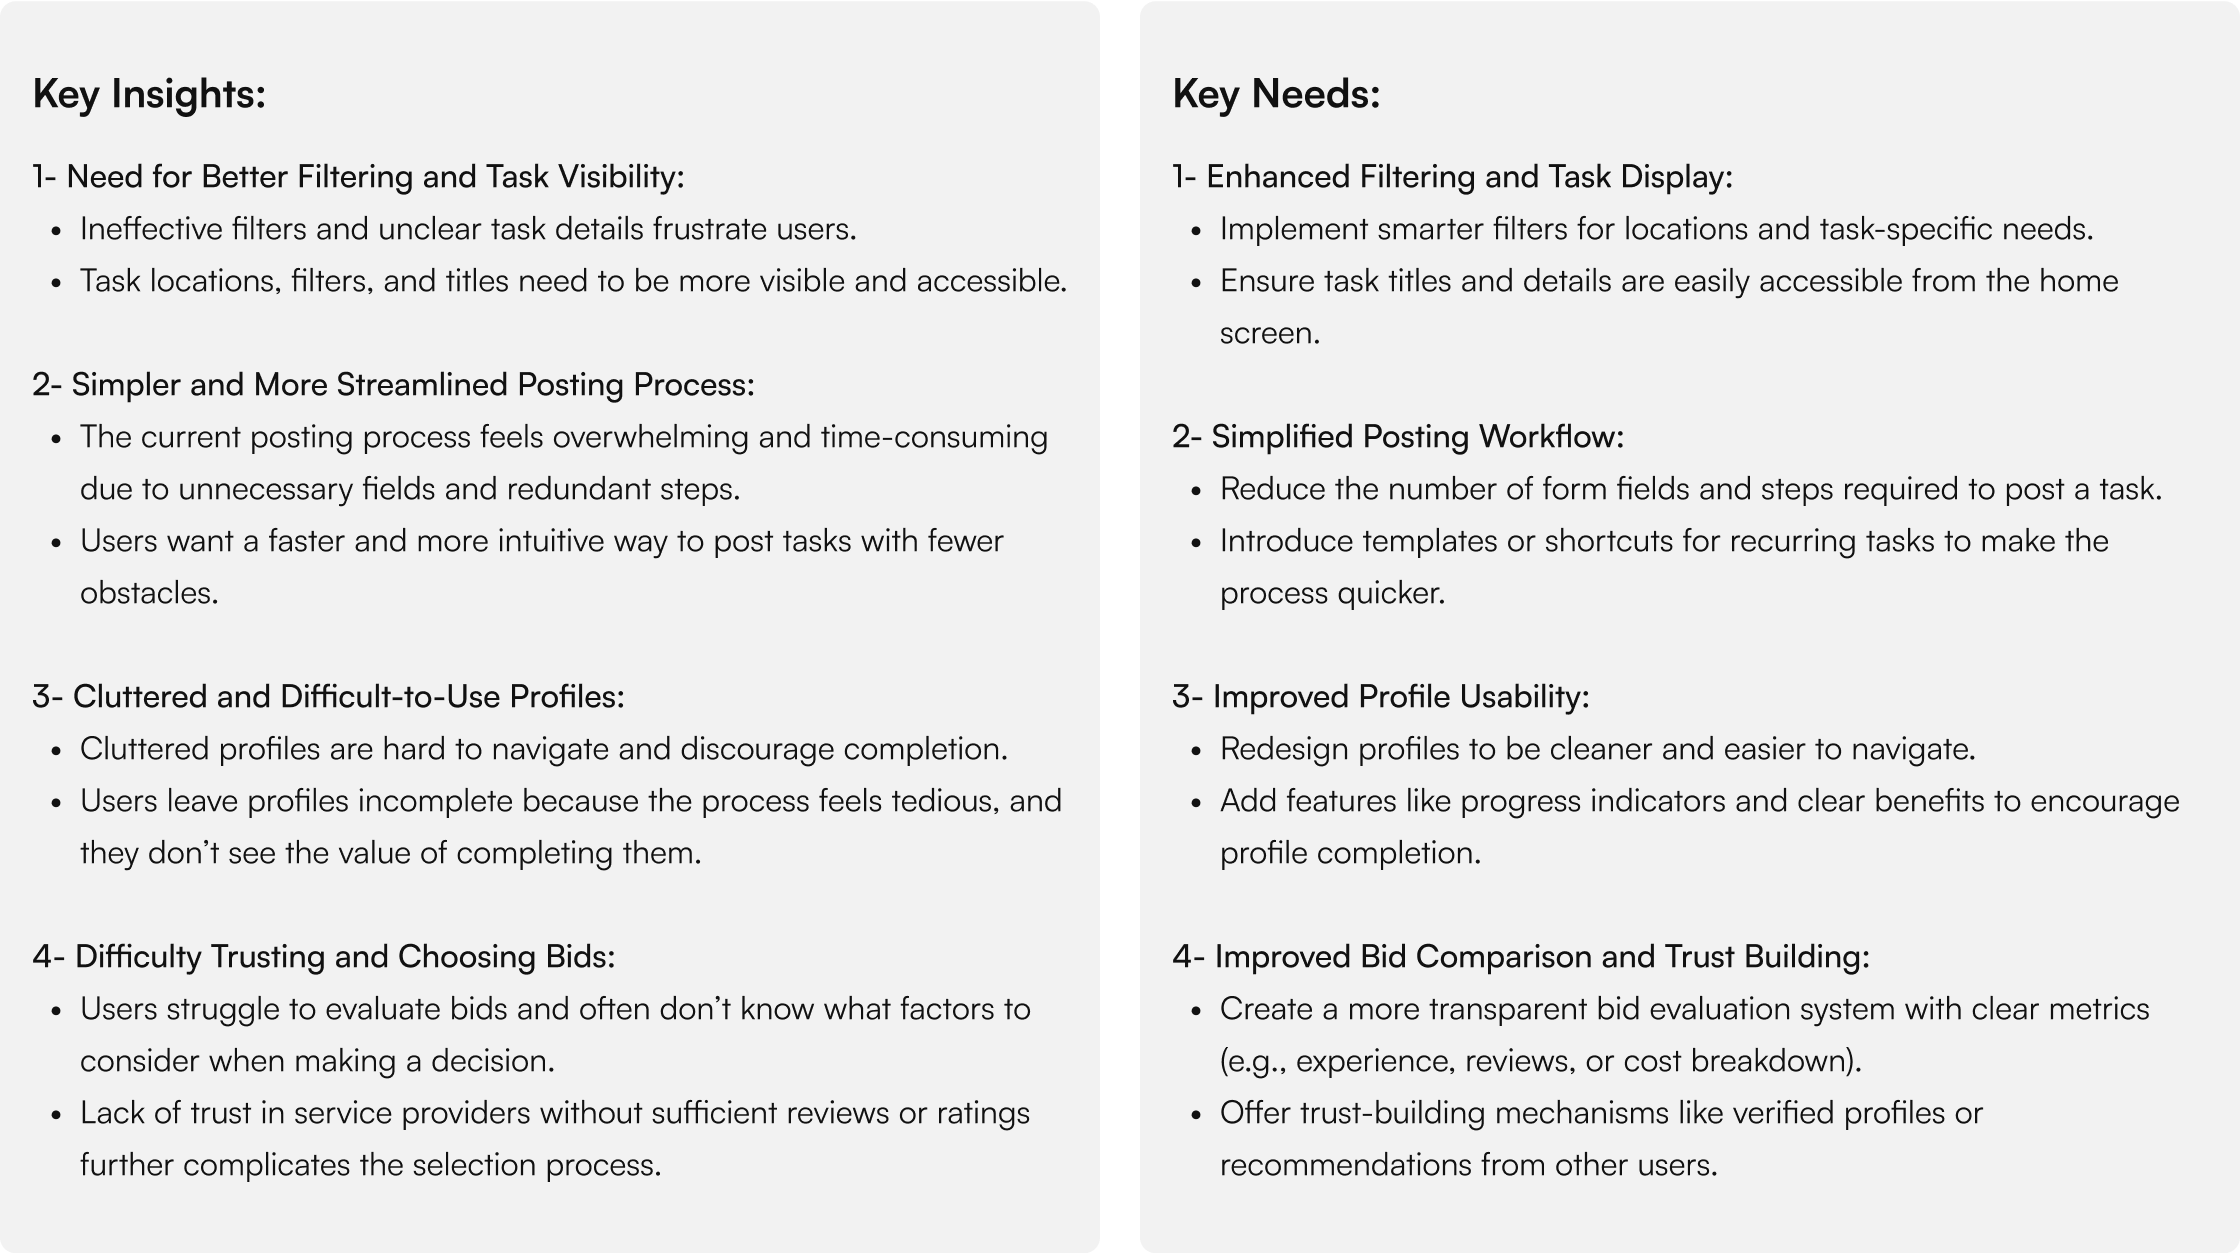 Key Insights:
1- Need for Better Filtering and Task Visibility:
• Ineffective filters and unclear task details frustrate users.
• Task locations, filters, and titles need to be more visible and accessible.
2- Simpler and More Streamlined Posting Process:
• The current posting process feels overwhelming and time-consuming
due to unnecessary fields and redundant steps.
• Users want a faster and more intuitive way to post tasks with fewer
obstacles.
3- Cluttered and Difficult-to-Use Profiles:
• Cluttered profiles are hard to navigate and discourage completion.
• Users leave profiles incomplete because the process feels tedious, and
they don’t see the value of completing them.
4- Difficulty Trusting and Choosing Bids:
• Users struggle to evaluate bids and often don’t know what factors to
consider when making a decision.
• Lack of trust in service providers without sufficient reviews or ratings
further complicates the selection process.
Key Needs:
1- Enhanced Filtering and Task Display:
• Implement smarter filters for locations and task-specific needs.
• Ensure task titles and details are easily accessible from the home
screen.
2- Simplified Posting Workflow:
• Reduce the number of form fields and steps required to post a task.
• Introduce templates or shortcuts for recurring tasks to make the
process quicker.
3- Improved Profile Usability:
• Redesign profiles to be cleaner and easier to navigate.
• Add features like progress indicators and clear benefits to encourage
profile completion.
4- Improved Bid Comparison and Trust Building:
• Create a more transparent bid evaluation system with clear metrics
(e.g., experience, reviews, or cost breakdown).
• Offer trust-building mechanisms like verified profiles or
recommendations from other users.